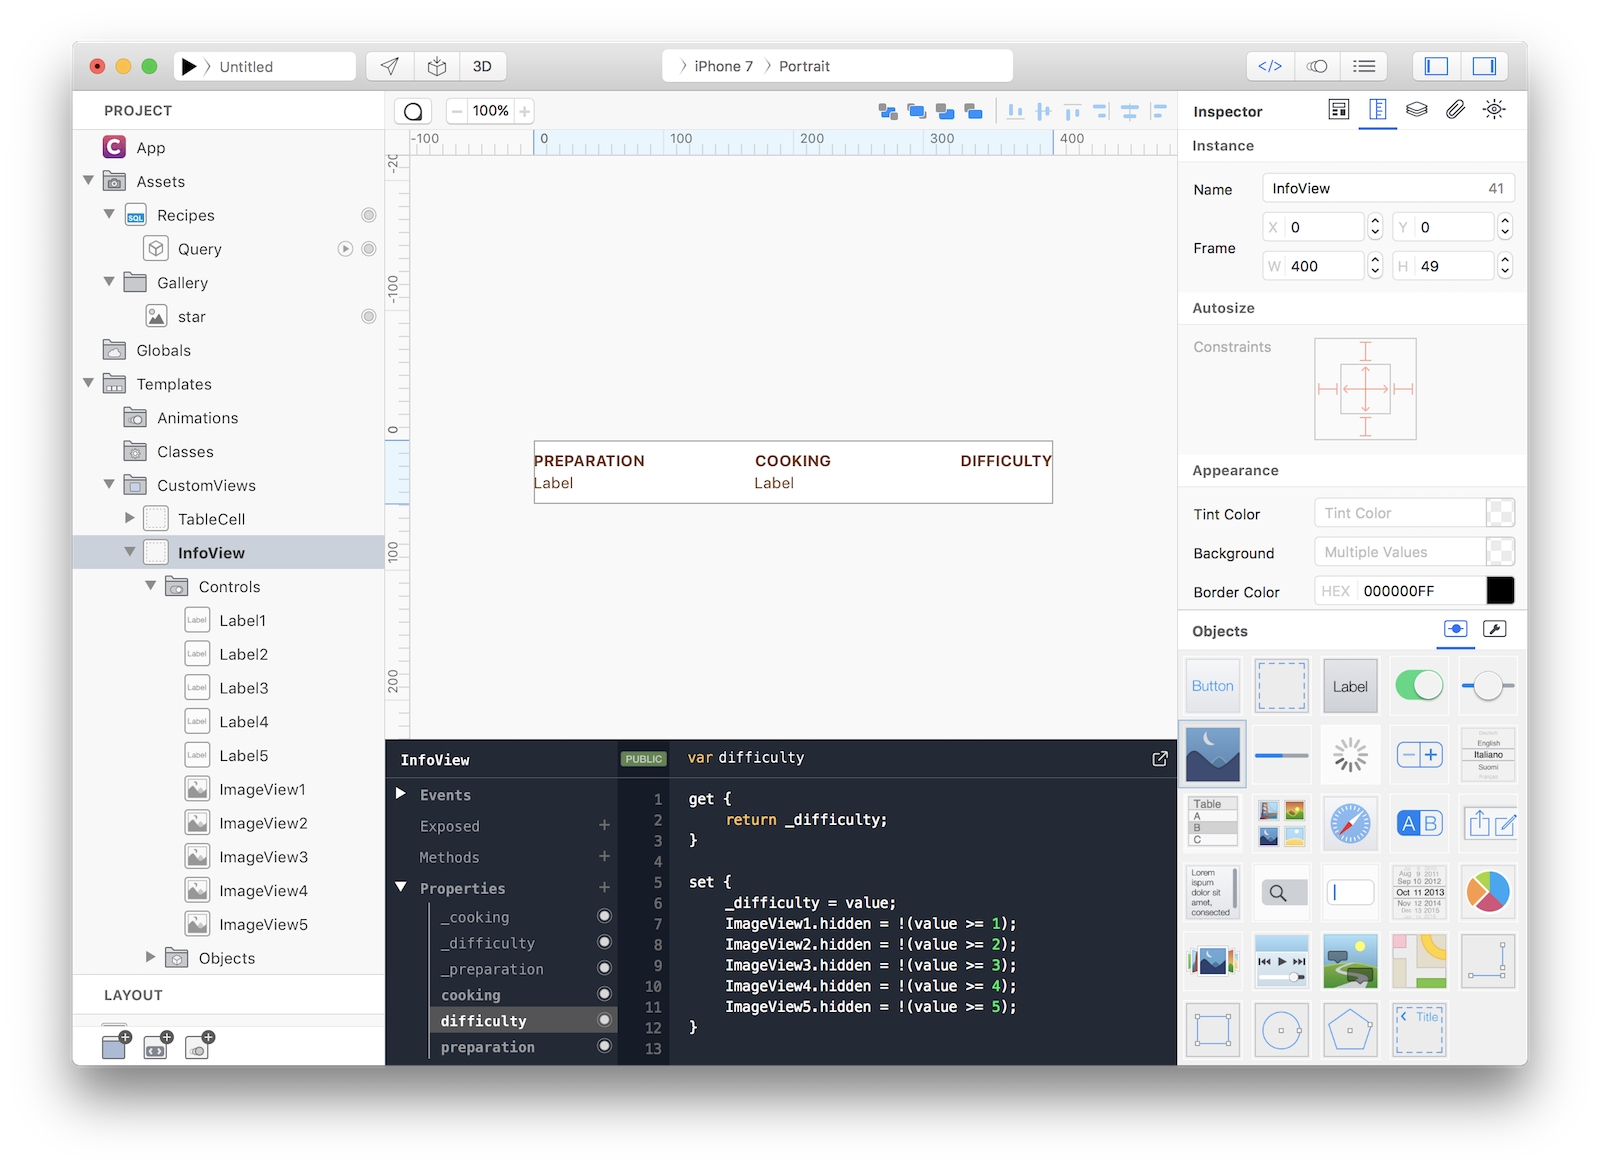 Untitled
3D
iPhone 7
Portrait
</>
PROJECT
App
Assets
SQL
Recipes
Query
Gallery
star
Globals
Templates
Animations
Classes
CustomViews
TableCell
InfoView
Controls
Label
Label1
Label
Label2
Label
Label3
Label
Label4
Label
Label5
ImageView1
ImageView2
ImageView3
ImageView4
ImageView5
Objects
LAYOUT
100%
-100
0
100
200
300
400
-20
-100
0
100
200
PREPARATION
COOKING
DIFFICULTY
Label
Label
InfoView
PUBLIC
var difficulty
Events
Exposed
Methods
Properties
_cooking
_difficulty
_preparation
cooking
difficulty
preparation
1 get {
2 return _difficulty;
3 }
4
5 set {
6 _difficulty = value;
7 ImageView1.hidden = !(value >= 1);
8 ImageView2.hidden = !(value >= 2);
9 ImageView3.hidden = !(value >= 3);
10 ImageView4.hidden = !(value >= 4);
11 ImageView5.hidden = !(value >= 5);
12 }
13
Inspector
Instance
Name
InfoView
41
Frame
X 0
Y 0
W 400
H 49
Autosize
Constraints
Appearance
Tint Color
Tint Color
Background
Multiple Values
Border Color
HEX 000000FF
Objects
Button
Label
English
Italiano
Suomi
Table
A
B
C
A B
Lorem
ispum
dolor sit
amet,
consected
Aug 9 2011
Sep 10 2012
Oct 11 2013
Nov 12 2014
Dec 13 2015
Title